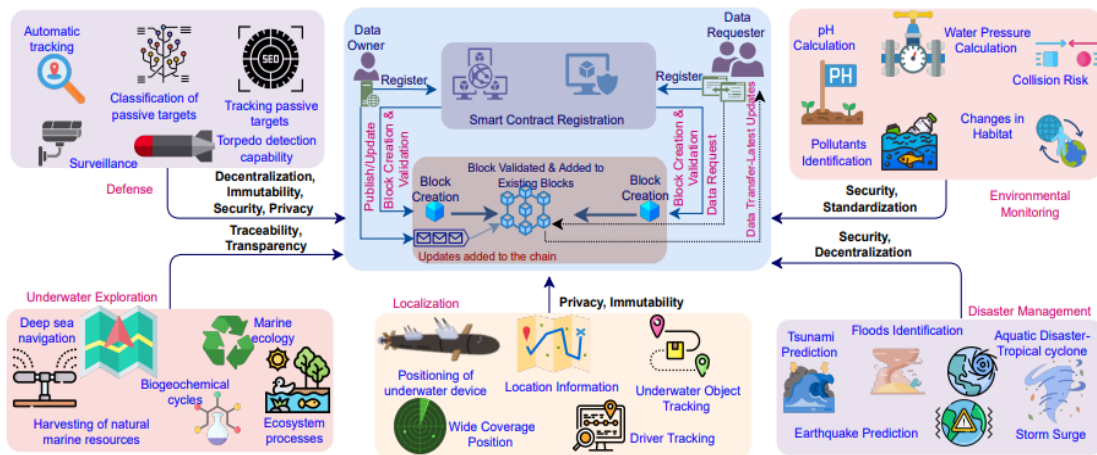 Automatic
tracking
Classification of
passive targets
SEO
Tracking passive
targets
Surveillance
Torpedo detection
capability
Defense
Decentralization,
Immutability,
Security, Privacy
Data
Owner
Register
Smart Contract Registration
Data
Requester
Register
Publish/Update
Block Creation &
Validation
Block
Creation
Block Validated & Added to
Existing Blocks
Block
Creation
Updates added to the chain
Block Creation &
Validation
Data Request
Data Transfer-Latest Updates
pH
Calculation
PH
Water Pressure
Calculation
Collision Risk
Pollutants
Identification
Changes in
Habitat
Environmental
Monitoring
Security,
Standardization
Traceability,
Transparency
Underwater Exploration
Deep sea
navigation
Marine
ecology
Biogeochemical
cycles
Harvesting of natural
marine resources
Ecosystem
processes
Localization
Privacy, Immutability
Positioning of
underwater device
Location Information
Underwater Object
Tracking
Wide Coverage
Position
Driver Tracking
Security,
Decentralization
Disaster Management
Tsunami
Prediction
Floods Identification
Aquatic Disaster-
Tropical cyclone
Earthquake Prediction
Storm Surge